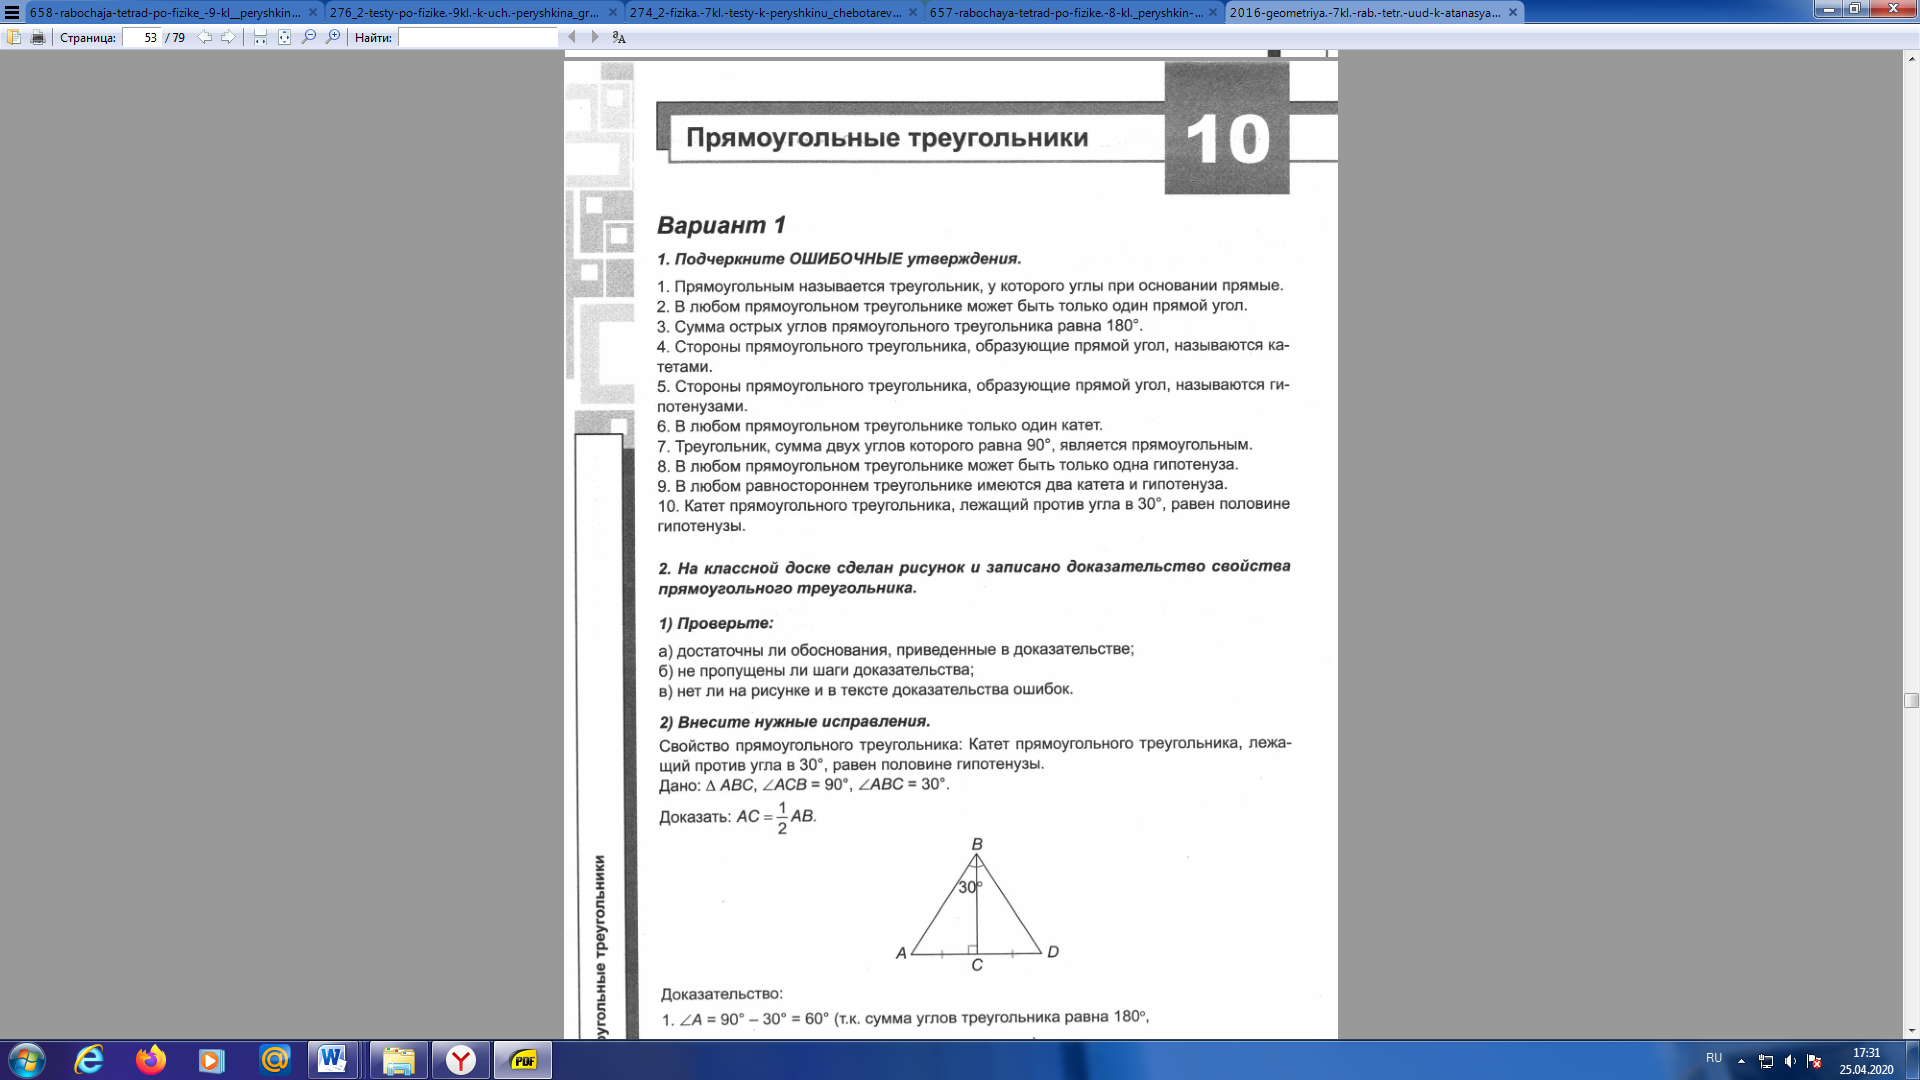 658-rabochaja-tetrad-po-fizike_-9-kl__peryshkin...
276_2-testy-po-fizike.-9kl.-k-uch.-peryshkina_gr...
274_2-fizika.-7kl.-testy-k-peryshkinu_chebotarev...
657-rabochaya-tetrad-po-fizike.-8-kl._peryshkin-...
2016-geometriya.-7kl.-rab.-tetr.-uud-k-atanasya...
Страница: 53 / 79 Найти:
Прямоугольные треугольники
10
Вариант 1
1. Подчеркните ОШИБОЧНЫЕ утверждения.
1. Прямоугольным называется треугольник, у которого углы при основании прямые.
2. В любом прямоугольном треугольнике может быть только один прямой угол.
3. Сумма острых углов прямоугольного треугольника равна 180°.
4. Стороны прямоугольного треугольника, образующие прямой угол, называются ка-
тетами.
5. Стороны прямоугольного треугольника, образующие прямой угол, называются ги-
потенузами.
6. В любом прямоугольном треугольнике только один катет.
7. Треугольник, сумма двух углов которого равна 90°, является прямоугольным.
8. В любом прямоугольном треугольнике может быть только одна гипотенуза.
9. В любом равностороннем треугольнике имеются два катета и гипотенуза.
10. Катет прямоугольного треугольника, лежащий против угла в 30°, равен половине
гипотенузы.
2. На классной доске сделан рисунок и записано доказательство свойства
прямоугольного треугольника.
1) Проверьте:
а) достаточны ли обоснования, приведенные в доказательстве;
б) не пропущены ли шаги доказательства;
в) нет ли на рисунке и в тексте доказательства ошибок.
2) Внесите нужные исправления.
Свойство прямоугольного треугольника: Катет прямоугольного треугольника, лежа-
щий против угла в 30°, равен половине гипотенузы.
Дано: Δ ABC, ∠ACB = 90°, ∠ABC = 30°.
Доказать: AC = 1/2 AB.
B
30°
A
D
C
Доказательство:
1. ∠A = 90° – 30° = 60° (т.к. сумма углов треугольника равна 180°,
угольные треугольники
RU
17:31
25.04.2020
PDF